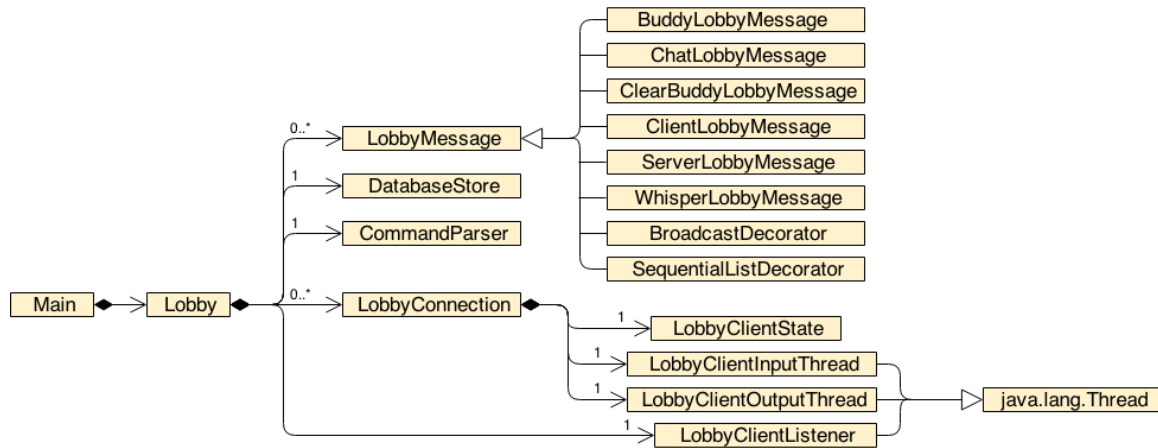 BuddyLobbyMessage
ChatLobbyMessage
ClearBuddyLobbyMessage
0..*
LobbyMessage
ClientLobbyMessage
ServerLobbyMessage
1
DatabaseStore
WhisperLobbyMessage
1
CommandParser
BroadcastDecorator
SequentialListDecorator
Main
Lobby
0..*
LobbyConnection
1
LobbyClientState
1
LobbyClientInputThread
1
LobbyClientOutputThread
java.lang.Thread
1
LobbyClientListener